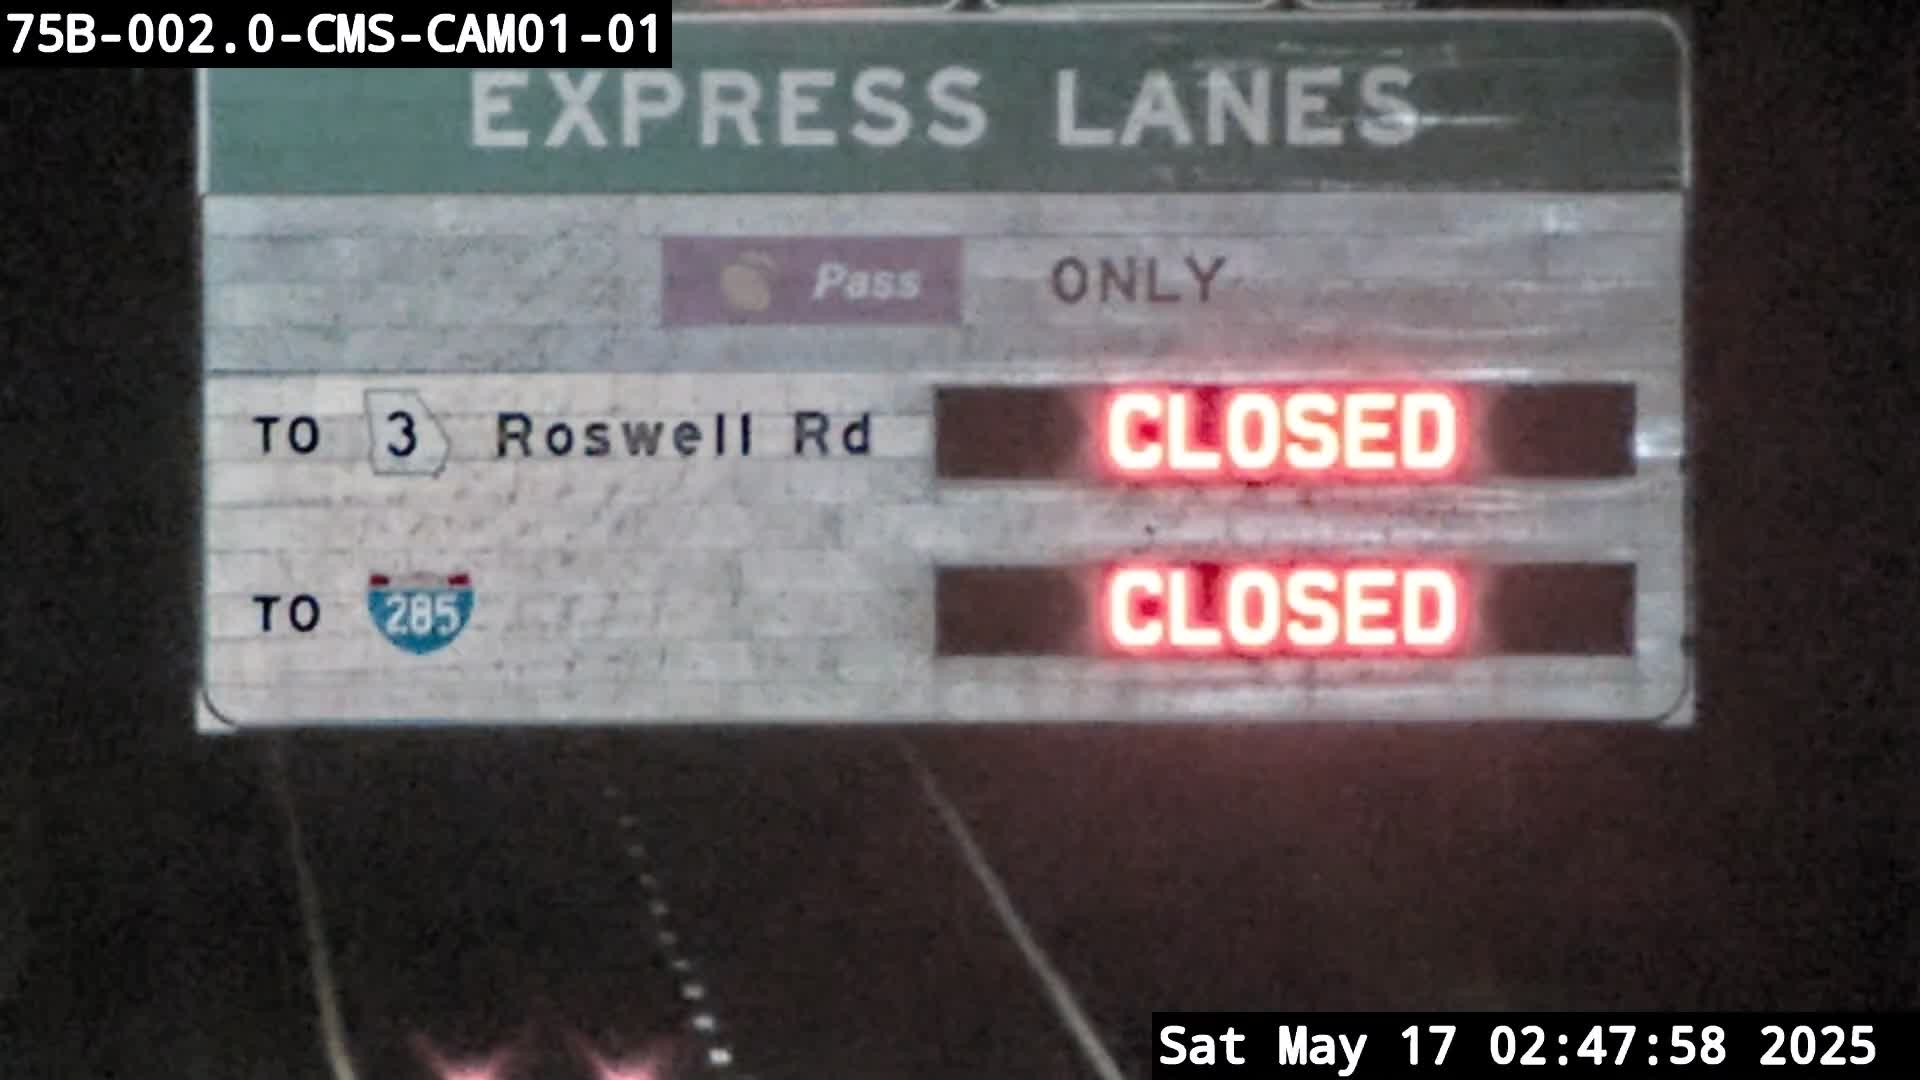 75B-002.0-CMS-CAM01-01
EXPRESS LANES
Pass ONLY
TO 3 Roswell Rd CLOSED
TO 285 CLOSED
Sat May 17 02:47:58 2025